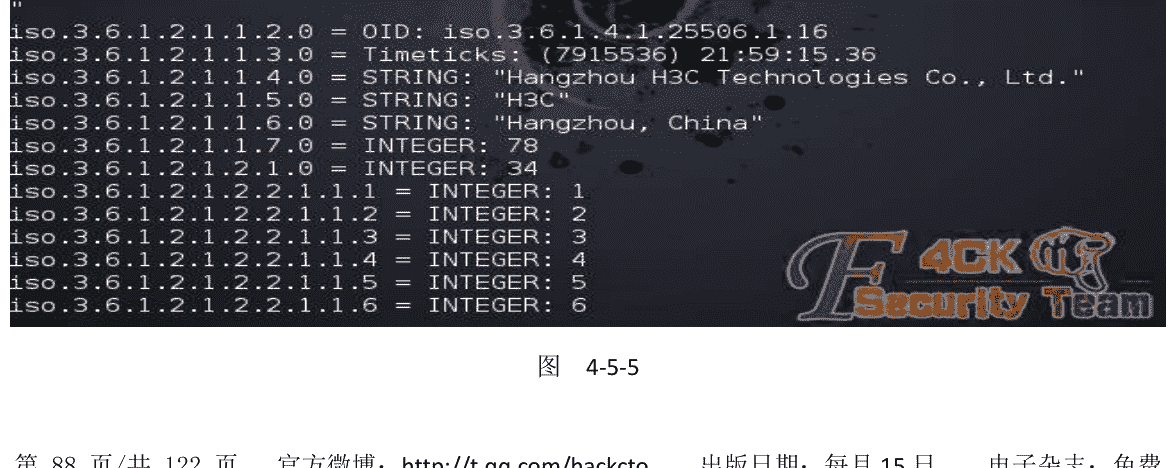 "
iso.3.6.1.2.1.1.2.0 = OID: iso.3.6.1.4.1.25506.1.16
iso.3.6.1.2.1.1.3.0 = Timeticks: (7915536) 21:59:15.36
iso.3.6.1.2.1.1.4.0 = STRING: "Hangzhou H3C Technologies Co., Ltd."
iso.3.6.1.2.1.1.5.0 = STRING: "H3C"
iso.3.6.1.2.1.1.6.0 = STRING: "Hangzhou, China"
iso.3.6.1.2.1.1.7.0 = INTEGER: 78
iso.3.6.1.2.1.2.1.0 = INTEGER: 34
iso.3.6.1.2.1.2.2.1.1.1 = INTEGER: 1
iso.3.6.1.2.1.2.2.1.1.2 = INTEGER: 2
iso.3.6.1.2.1.2.2.1.1.3 = INTEGER: 3
iso.3.6.1.2.1.2.2.1.1.4 = INTEGER: 4
iso.3.6.1.2.1.2.2.1.1.5 = INTEGER: 5
iso.3.6.1.2.1.2.2.1.1.6 = INTEGER: 6
F4CK
Security Team
图 4-5-5
第 88 页/共 122 页 官方微博：http://t.qq.com/hackcto 出版日期：每月 15 日 电子杂志：免费